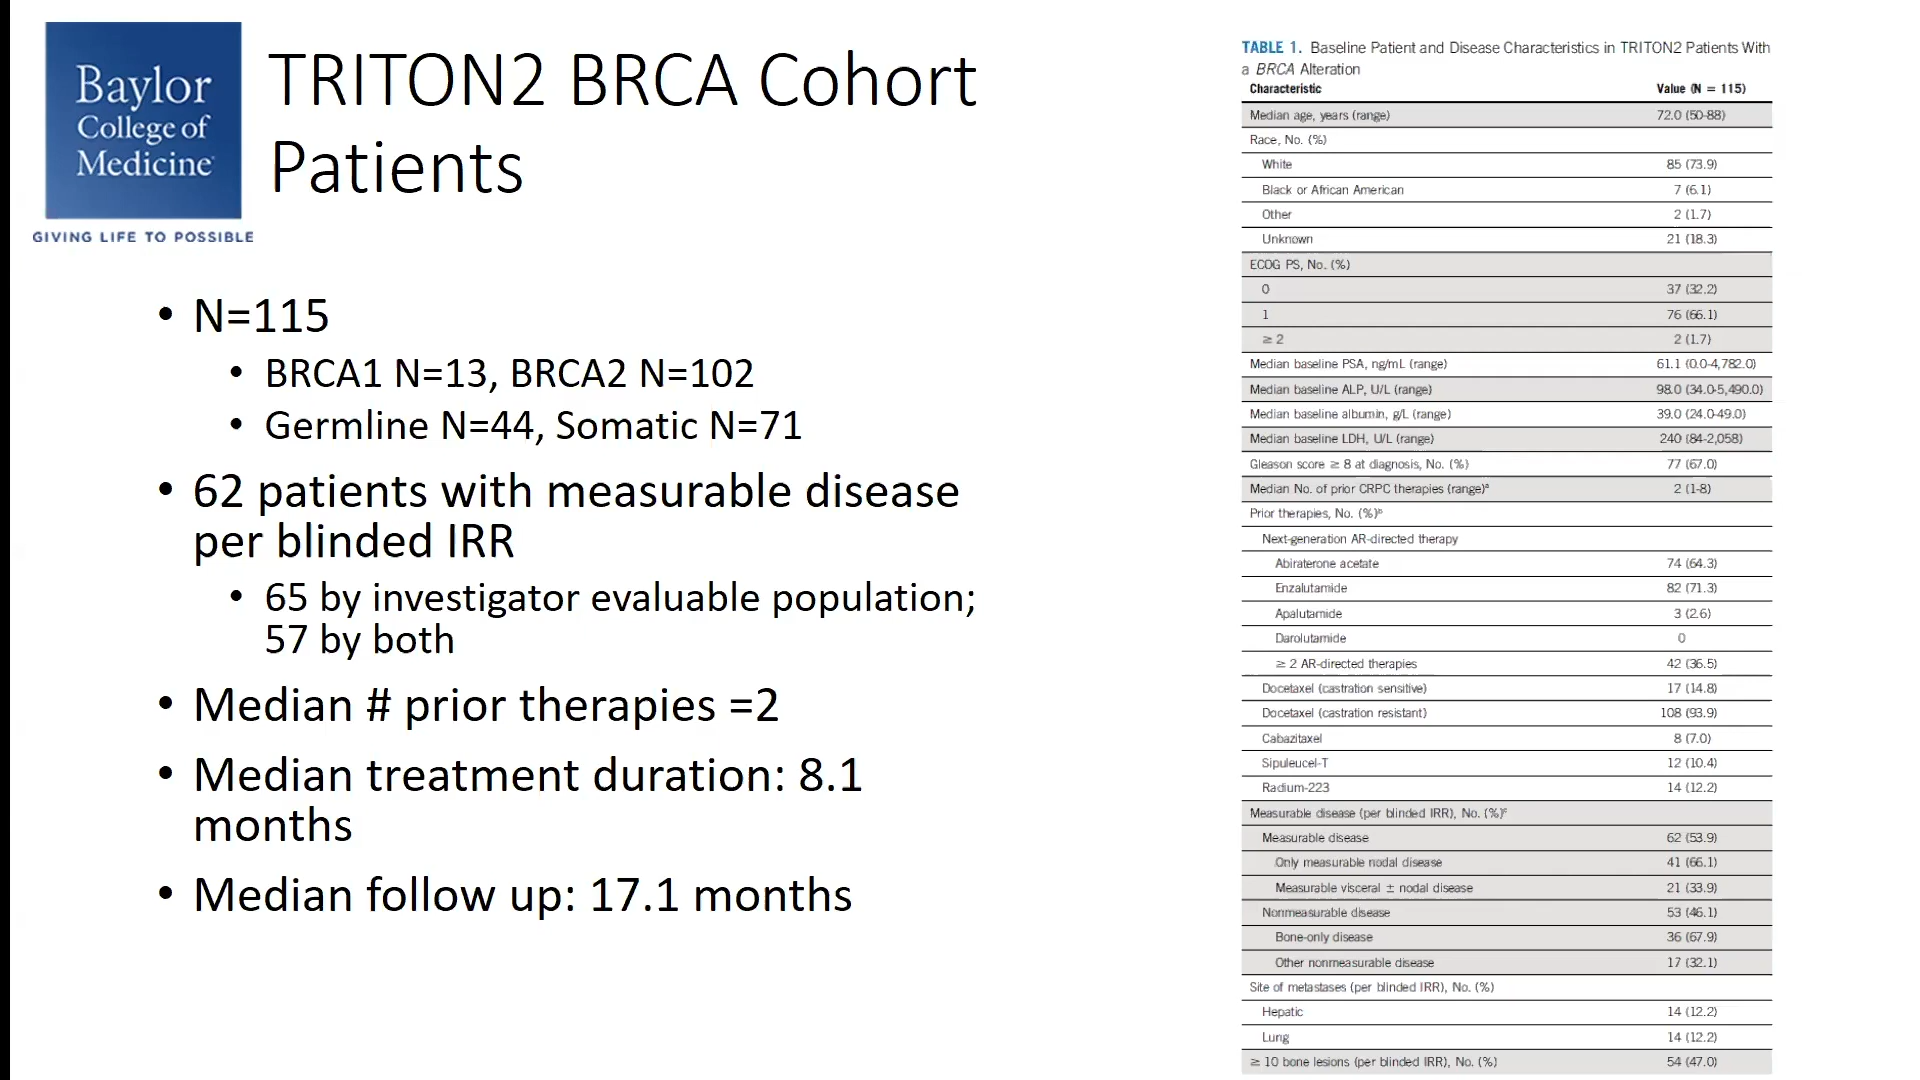 Baylor
College of
Medicine
GIVING LIFE TO POSSIBLE
TRITON2 BRCA Cohort
Patients
• N=115
• BRCA1 N=13, BRCA2 N=102
• Germline N=44, Somatic N=71
• 62 patients with measurable disease
per blinded IRR
• 65 by investigator evaluable population;
57 by both
• Median # prior therapies =2
• Median treatment duration: 8.1
months
• Median follow up: 17.1 months
TABLE 1. Baseline Patient and Disease Characteristics in TRITON2 Patients With
a BRCA Alteration
Characteristic Value (N = 115)
Median age, years (range) 72.0 (50-88)
Race, No. (%)
White 85 (73.9)
Black or African American 7 (6.1)
Other 2 (1.7)
Unknown 21 (18.3)
ECOG PS, No. (%)
0 37 (32.2)
1 76 (66.1)
≥ 2 2 (1.7)
Median baseline PSA, ng/mL (range) 61.1 (0.0-4,782.0)
Median baseline ALP, U/L (range) 98.0 (34.0-5,490.0)
Median baseline albumin, g/L (range) 39.0 (24.0-49.0)
Median baseline LDH, U/L (range) 240 (84-2,058)
Gleason score ≥ 8 at diagnosis, No. (%) 77 (67.0)
Median No. of prior CRPC therapies (range)ᵃ 2 (1-8)
Prior therapies, No. (%)ᵇ
Next-generation AR-directed therapy
Abiraterone acetate 74 (64.3)
Enzalutamide 82 (71.3)
Apalutamide 3 (2.6)
Darolutamide 0
≥ 2 AR-directed therapies 42 (36.5)
Docetaxel (castration sensitive) 17 (14.8)
Docetaxel (castration resistant) 108 (93.9)
Cabazitaxel 8 (7.0)
Sipuleucel-T 12 (10.4)
Radium-223 14 (12.2)
Measurable disease (per blinded IRR), No. (%)ᶜ
Measurable disease 62 (53.9)
Only measurable nodal disease 41 (66.1)
Measurable visceral ± nodal disease 21 (33.9)
Nonmeasurable disease 53 (46.1)
Bone-only disease 36 (67.9)
Other nonmeasurable disease 17 (32.1)
Site of metastases (per blinded IRR), No. (%)
Hepatic 14 (12.2)
Lung 14 (12.2)
≥ 10 bone lesions (per blinded IRR), No. (%) 54 (47.0)